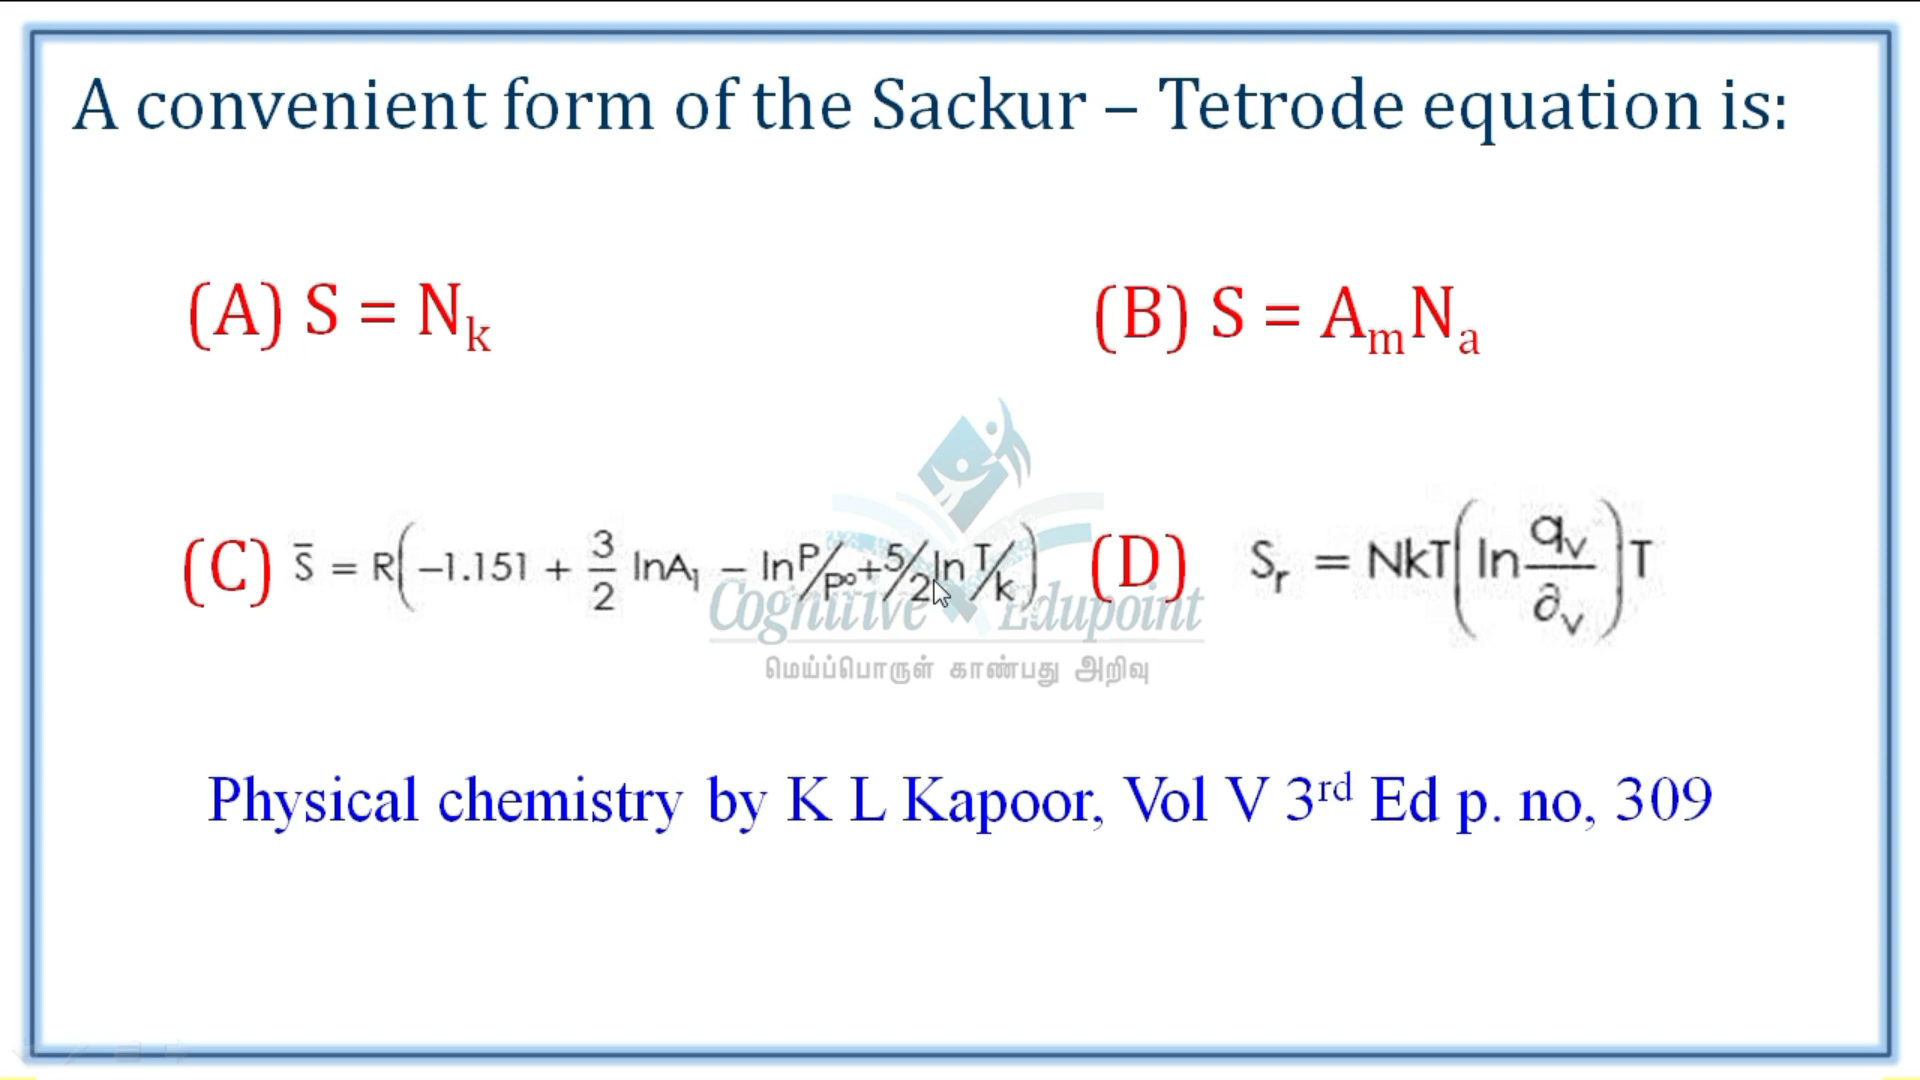 A convenient form of the Sackur – Tetrode equation is:
(A) S = Nₖ
(B) S = AₘNₐ
(C) S̄ = R(−1.151 + 3/2 lnA₁ − ln P/P° + 5/2 ln T/k)
(D) Sᵣ = NkT(ln qᵥ/∂ᵥ)T
Cognitive Edupoint
மெய்ப்பொருள் காண்பது அறிவு
Physical chemistry by K L Kapoor, Vol V 3rd Ed p. no, 309